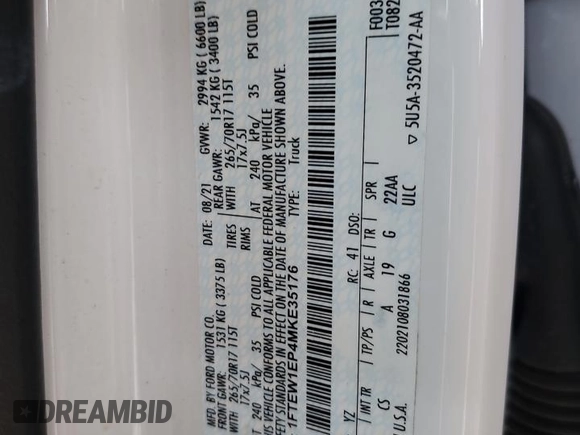 MFD. BY FORD MOTOR CO.
DATE: 08/21 GVWR: 2994 KG ( 6600 LB)
FRONT GAWR: 1531 KG ( 3375 LB) REAR GAWR: 1542 KG ( 3400 LB)
WITH 265/70R17 115T TIRES WITH 265/70R17 115T
17x7.5J RIMS 17x7.5J
AT 240 kPa/ 35 PSI COLD AT 240 kPa/ 35 PSI COLD
THIS VEHICLE CONFORMS TO ALL APPLICABLE FEDERAL MOTOR VEHICLE
SAFETY STANDARDS IN EFFECT ON THE DATE OF MANUFACTURE SHOWN ABOVE.
1FTEW1EP4MKE35176 TYPE: Truck
F003
T082
YZ RC: 41 DSO:
INT TR TP/PS R AXLE TR SPR
CS A 19 G 22AA
U.S.A. 2202108031866 ULC
▽ 5U5A-3520472-AA
DREAMBID